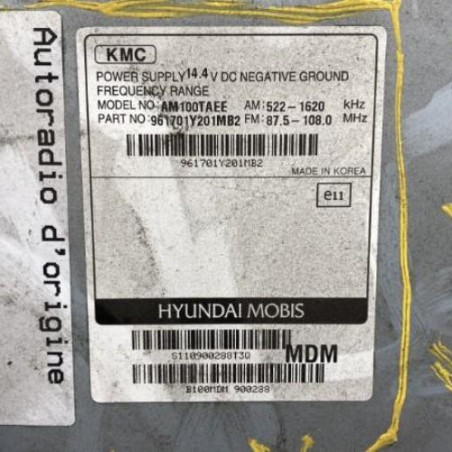 Autoradio d'origine
KMC
POWER SUPPLY 14.4 V DC NEGATIVE GROUND
FREQUENCY RANGE
MODEL NO: AM100TAEE AM: 522-1620 kHz
PART NO: 961701Y201MB2 FM: 87.5-108.0 MHz
961701Y201MB2
MADE IN KOREA
e11
HYUNDAI MOBIS
S110900288T3Q
MDM
B100MDM 900288